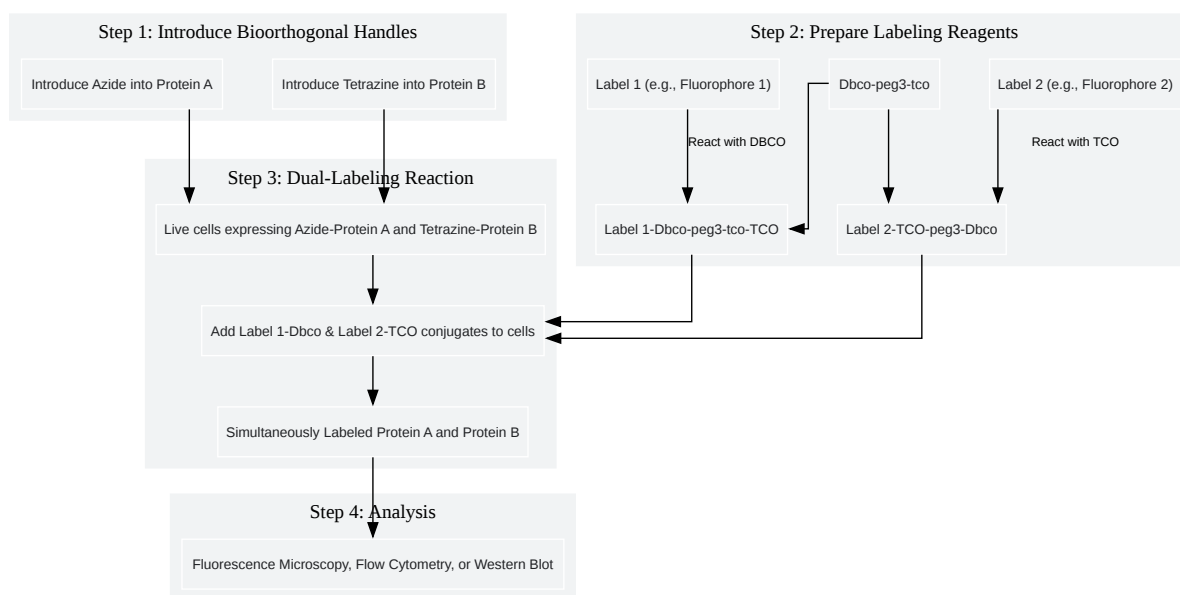 Step 1: Introduce Bioorthogonal Handles
Introduce Azide into Protein A
Introduce Tetrazine into Protein B
Step 2: Prepare Labeling Reagents
Label 1 (e.g., Fluorophore 1)
Dbco-peg3-tco
Label 2 (e.g., Fluorophore 2)
React with DBCO
React with TCO
Label 1-Dbco-peg3-tco-TCO
Label 2-TCO-peg3-Dbco
Step 3: Dual-Labeling Reaction
Live cells expressing Azide-Protein A and Tetrazine-Protein B
Add Label 1-Dbco & Label 2-TCO conjugates to cells
Simultaneously Labeled Protein A and Protein B
Step 4: Analysis
Fluorescence Microscopy, Flow Cytometry, or Western Blot